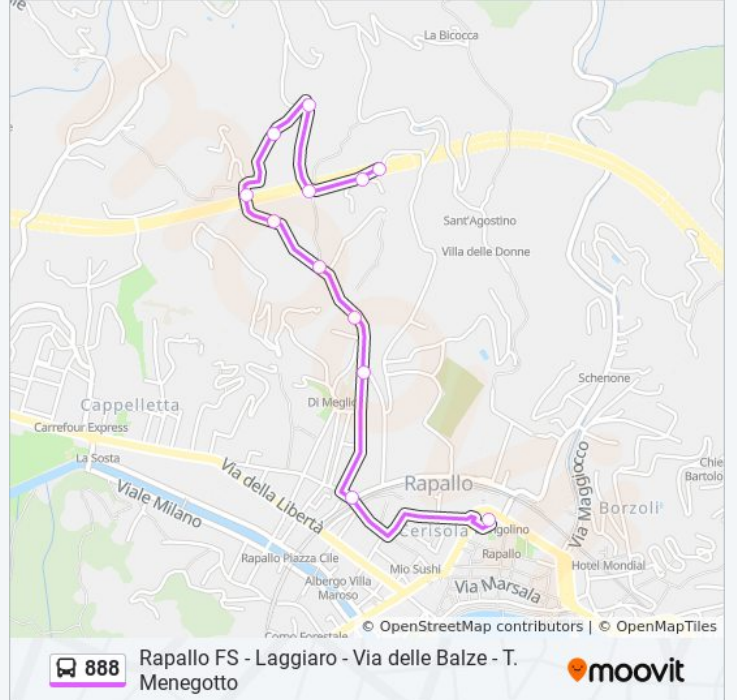 La Bicocca
Sant'Agostino
Villa delle Donne
Schenone
Di Meglio
Cappelletta
Carrefour Express
La Sosta
Via della Libertà
Viale Milano
Rapallo
Via Maggiocco
Chie
Bartolo
Borzoli
Cerisola
igolino
Rapallo
Rapallo Piazza Cile
Mio Sushi
Hotel Mondial
Albergo Villa
Maroso
Via Marsala
Como Forestale
© OpenStreetMap contributors | © OpenMapTiles
888
Rapallo FS - Laggiaro - Via delle Balze - T.
Menegotto
moovit